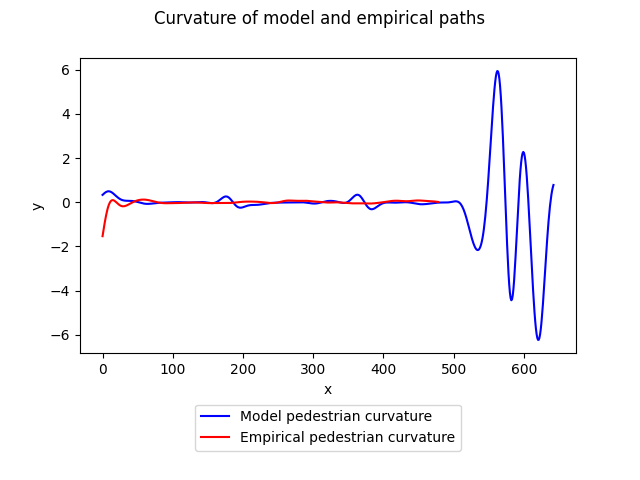 Curvature of model and empirical paths
6
4
2
0
−2
−4
−6
y
0 100 200 300 400 500 600
x
Model pedestrian curvature
Empirical pedestrian curvature